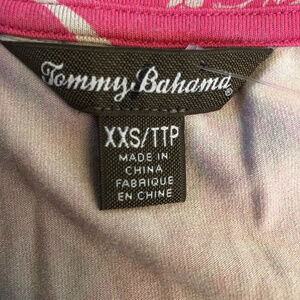 Tommy Bahama®
XXS/TTP
MADE IN
CHINA
FABRIQUE
EN CHINE